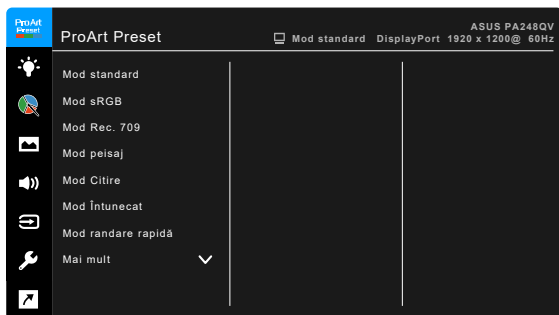 ProArt
Preset
ProArt Preset
ASUS PA248QV
Mod standard DisplayPort 1920 x 1200@ 60Hz
Mod standard
Mod sRGB
Mod Rec. 709
Mod peisaj
Mod Citire
Mod Întunecat
Mod randare rapidă
Mai mult